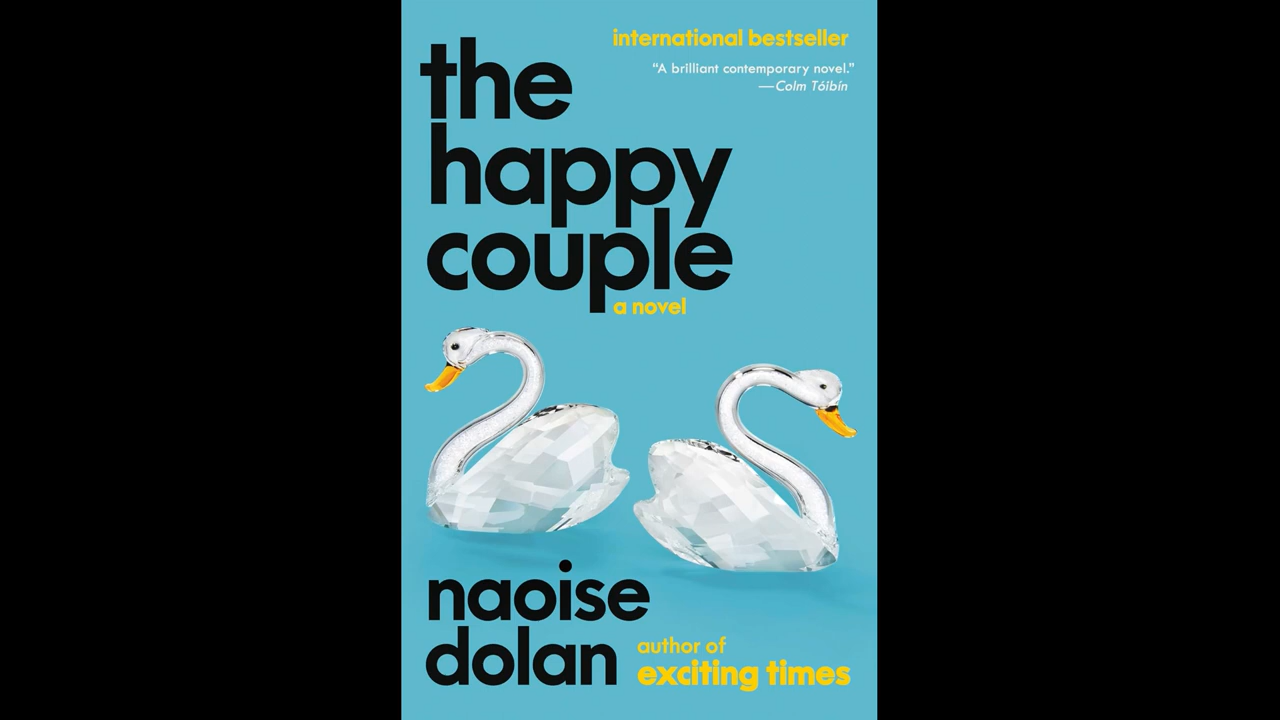 the
happy
couple
a novel
international bestseller
“A brilliant contemporary novel.”
—Colm Tóibín
naoise
dolan
author of
exciting times